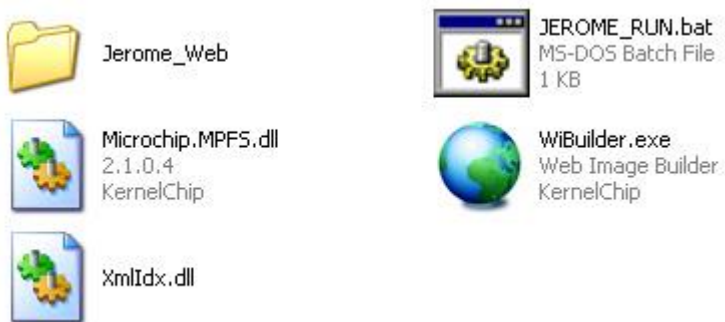 Jerome_Web
JEROME_RUN.bat
MS-DOS Batch File
1 KB
Microchip.MPFS.dll
2.1.0.4
KernelChip
WiBuilder.exe
Web Image Builder
KernelChip
XmlIdx.dll